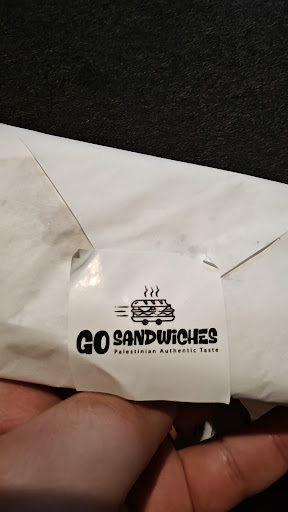 GO SANDWICHES
Palestinian Authentic Taste